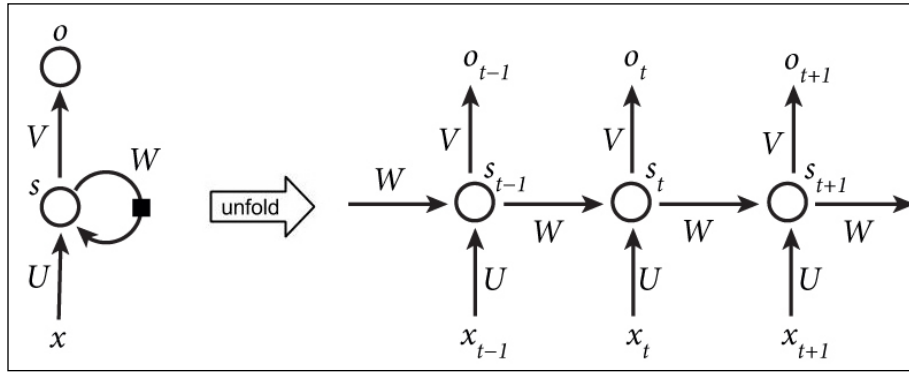 o
V
W
s
U
x
unfold
o_{t-1} o_t o_{t+1}
V V V
W s_{t-1} s_t s_{t+1}
W W W
U U U
x_{t-1} x_t x_{t+1}